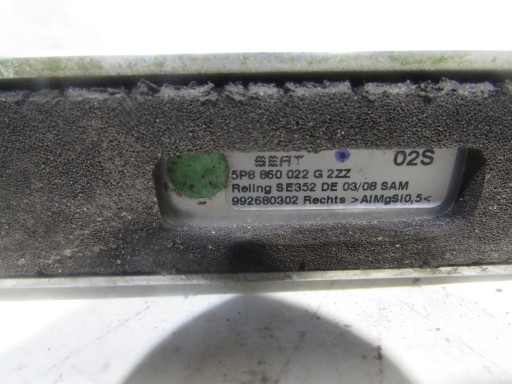 SEAT 02S
5P8 860 022 G 2ZZ
Reling SE352 DE 03/08 SAM
992680302 Rechts >AlMgSi0,5<